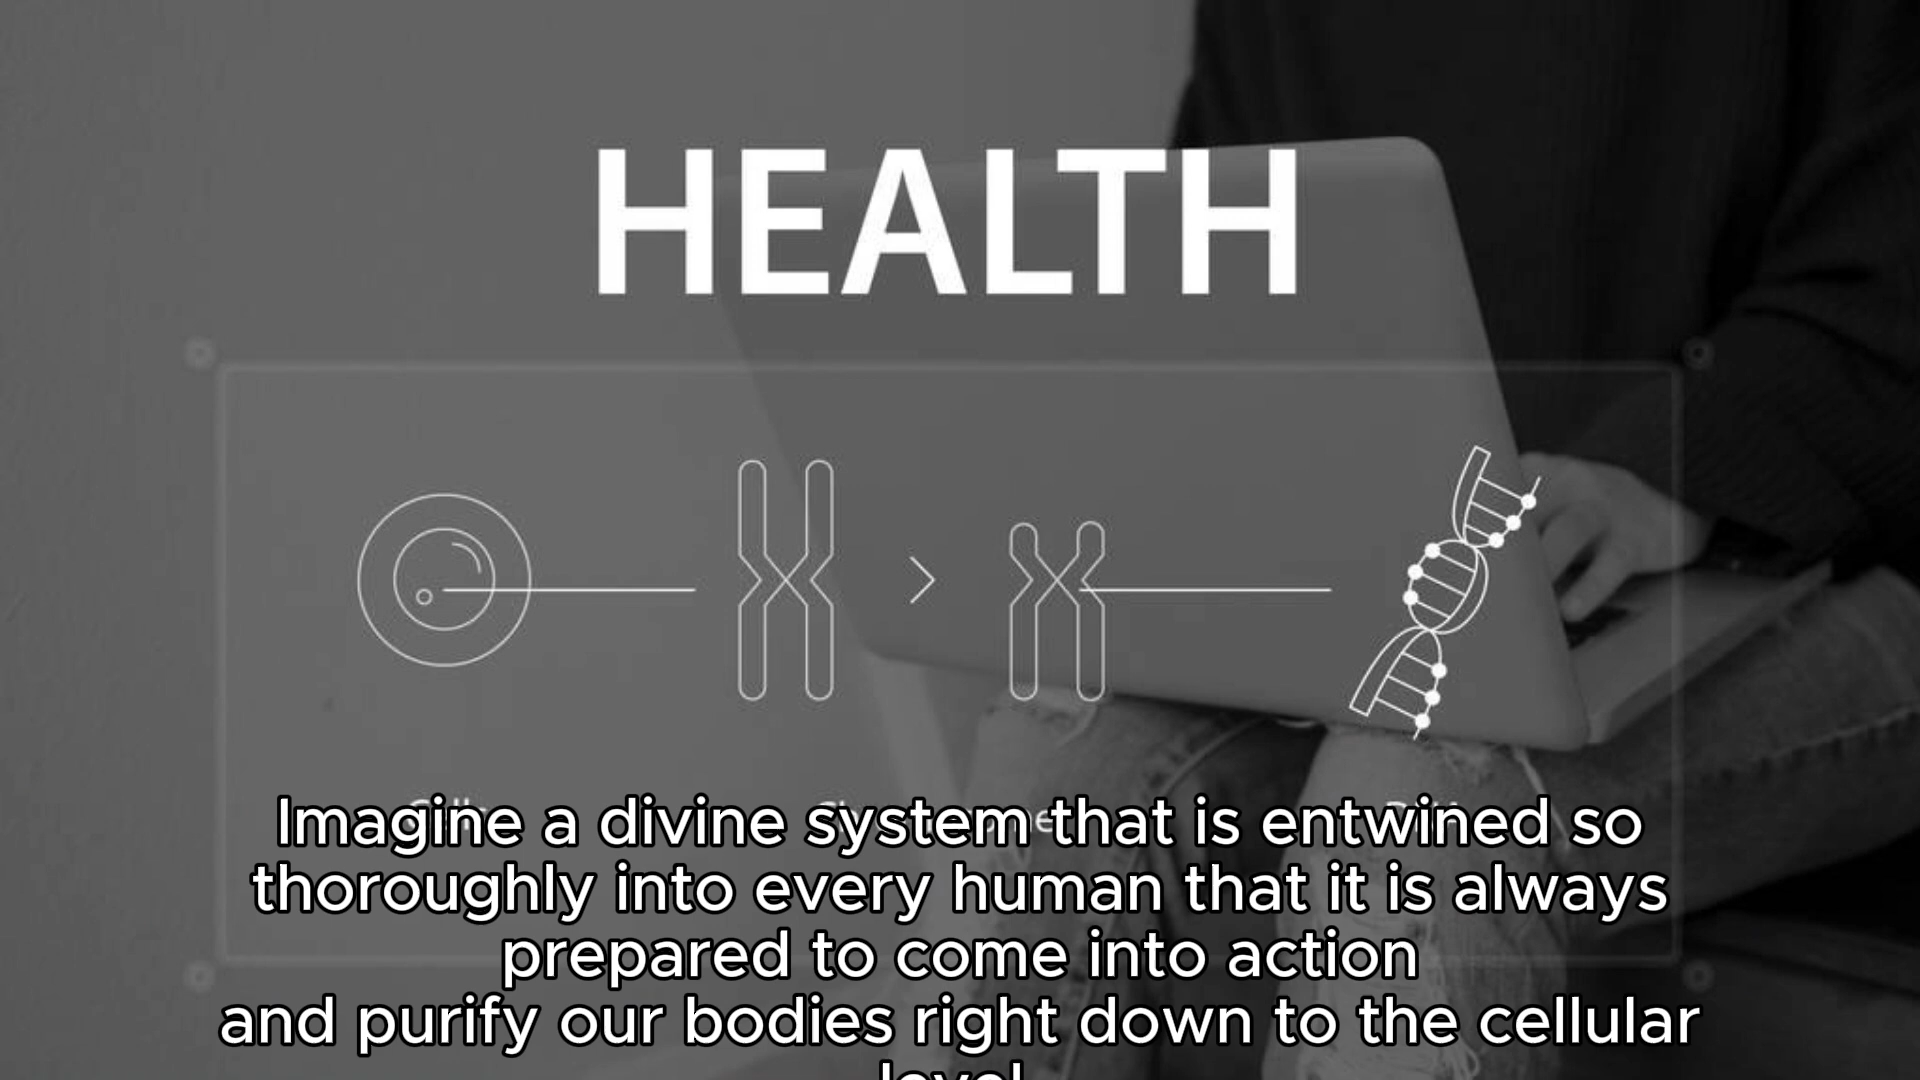 HEALTH
Imagine a divine system that is entwined so
thoroughly into every human that it is always
prepared to come into action
and purify our bodies right down to the cellular
level